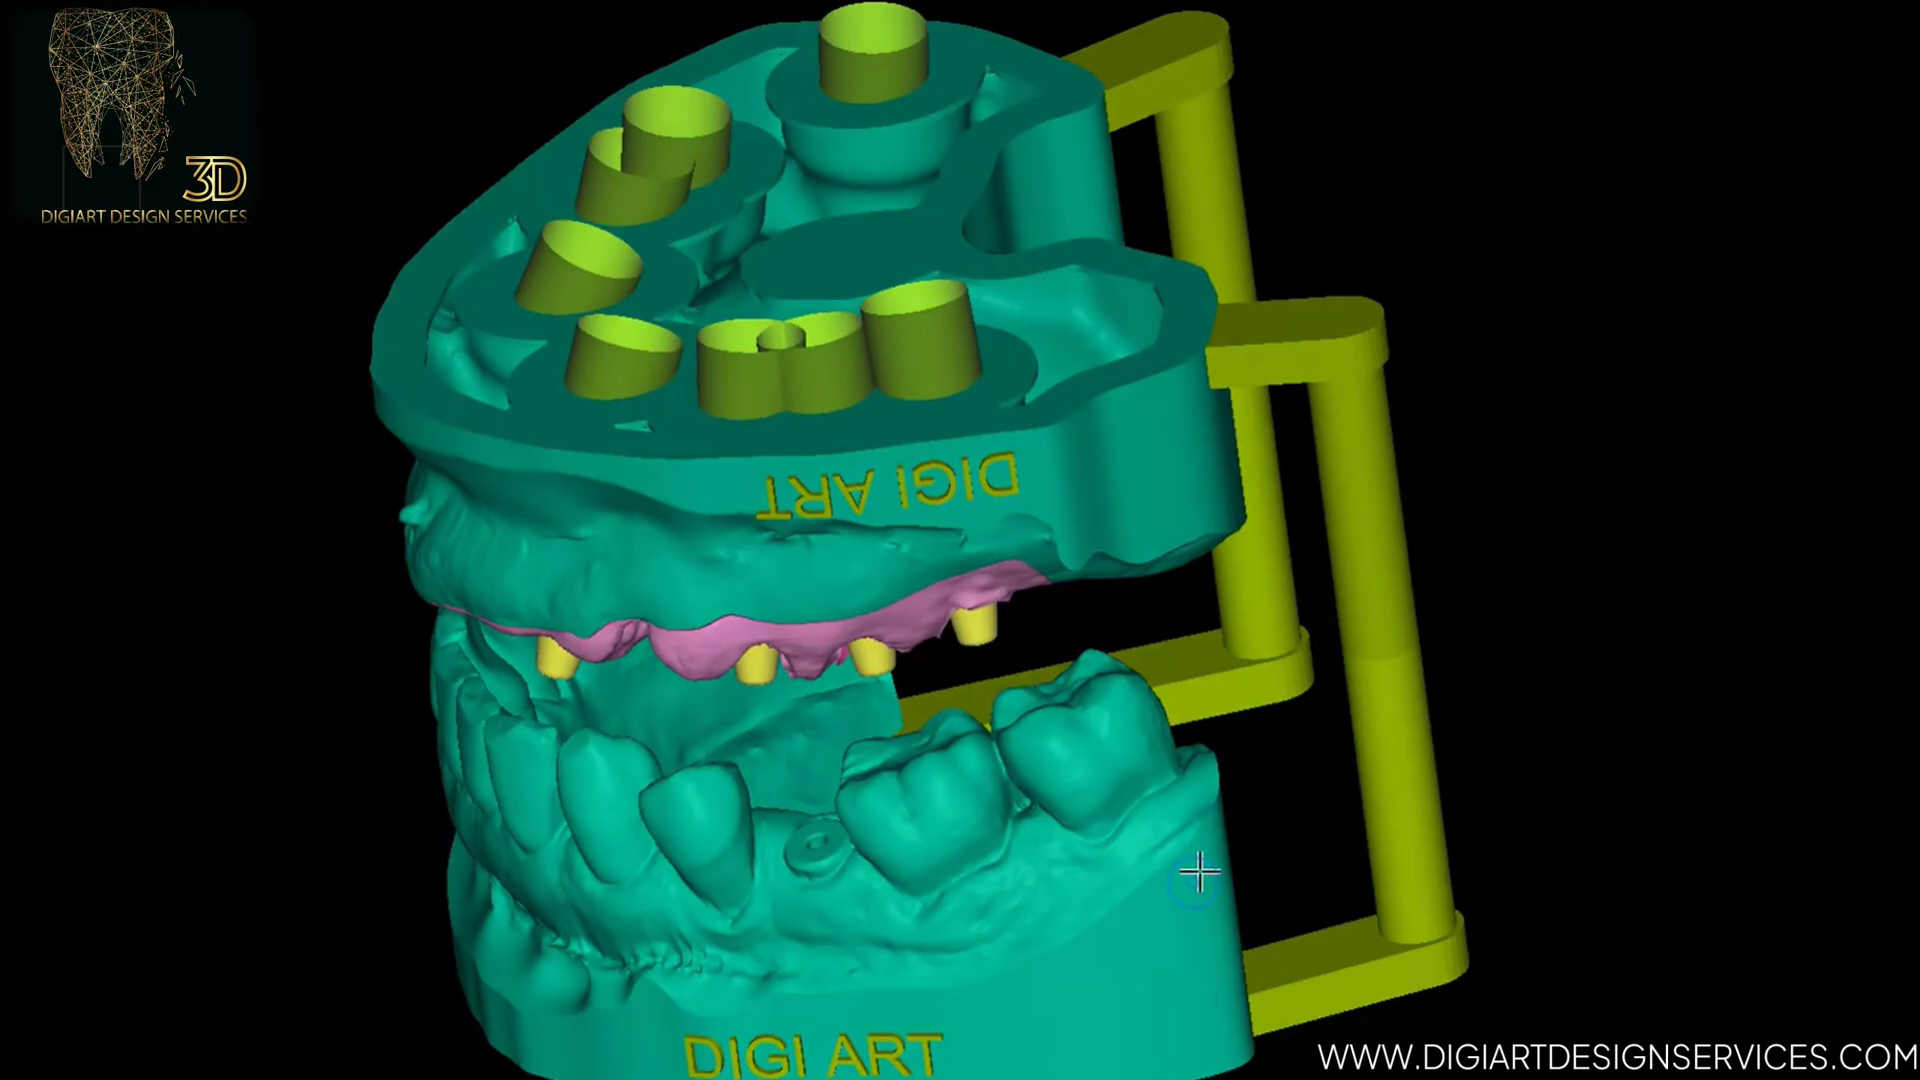 3D
DIGIART DESIGN SERVICES
DIGI ART
DIGI ART
WWW.DIGIARTDESIGNSERVICES.COM